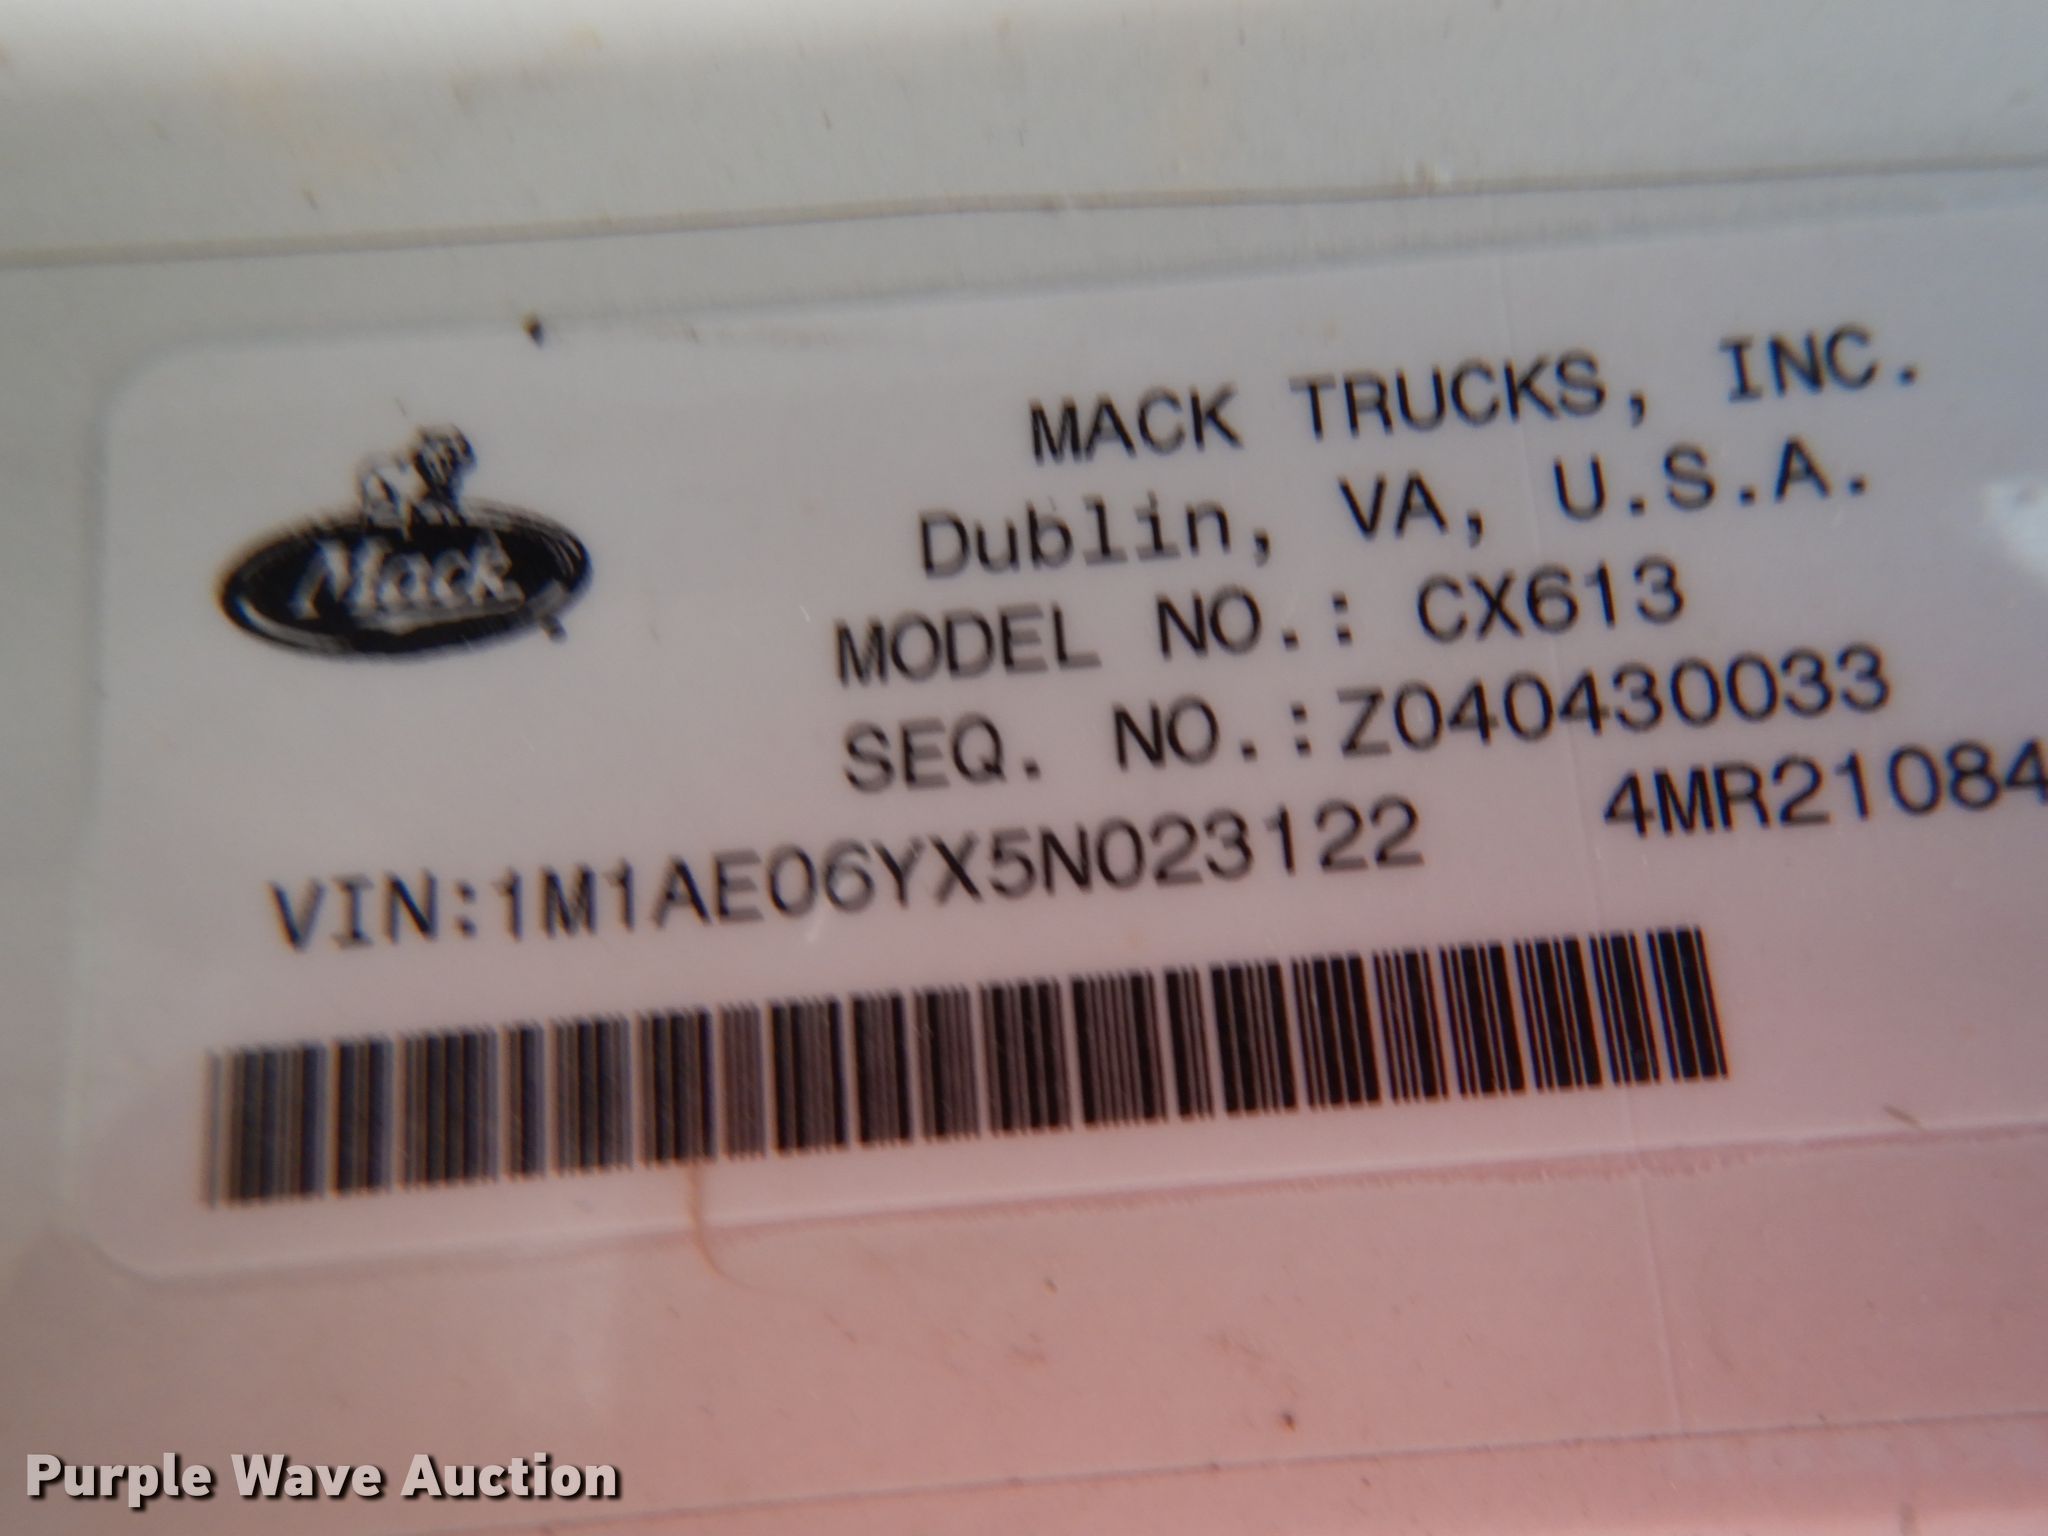 Mack
MACK TRUCKS, INC.
Dublin, VA, U.S.A.
MODEL NO.: CX613
SEQ. NO.:Z040430033
VIN:1M1AE06YX5N023122 4MR21084
Purple Wave Auction